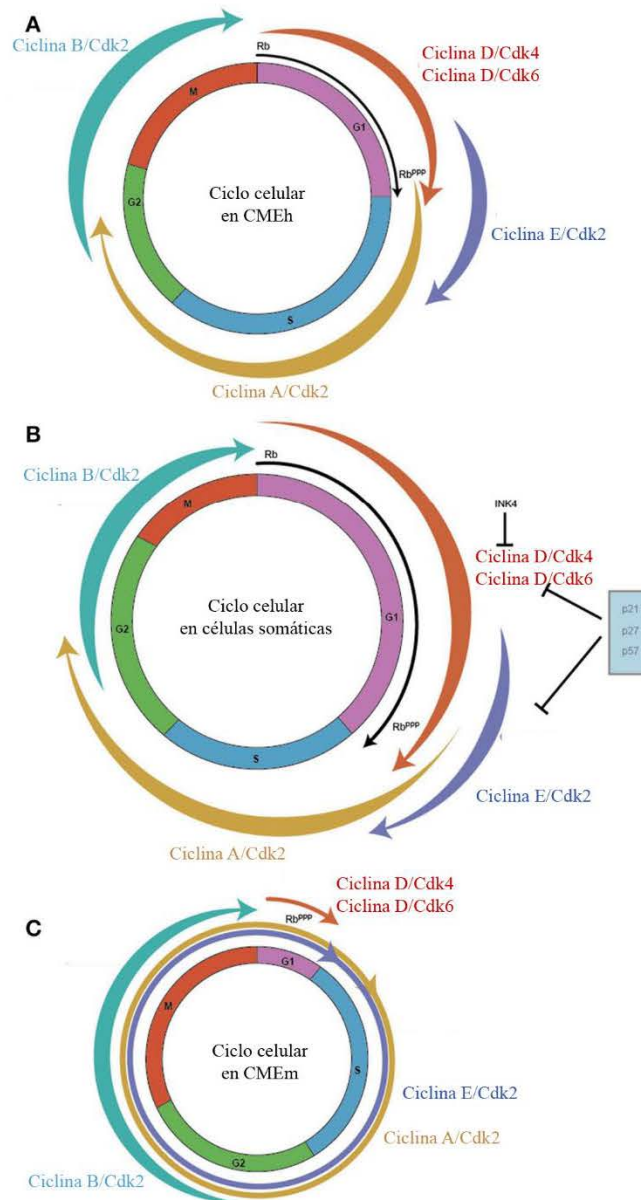 A
Ciclina B/Cdk2
Rb
Ciclina D/Cdk4
Ciclina D/Cdk6
M
G1
Rbᴾᴾᴾ
Ciclo celular
en CMEh
G2
Ciclina E/Cdk2
S
Ciclina A/Cdk2
B
Ciclina B/Cdk2
Rb
M
INK4
Ciclina D/Cdk4
Ciclina D/Cdk6
p21
p27
p57
Ciclo celular
en células somáticas
G2
G1
Rbᴾᴾᴾ
S
Ciclina E/Cdk2
Ciclina A/Cdk2
C
Ciclina D/Cdk4
Ciclina D/Cdk6
Rbᴾᴾᴾ
G1
M
Ciclo celular
en CMEm
S
Ciclina E/Cdk2
Ciclina A/Cdk2
G2
Ciclina B/Cdk2